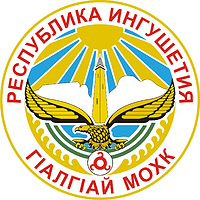 РЕСПУБЛИКА ИНГУШЕТИЯ
ГIАЛГIАЙ МОХК